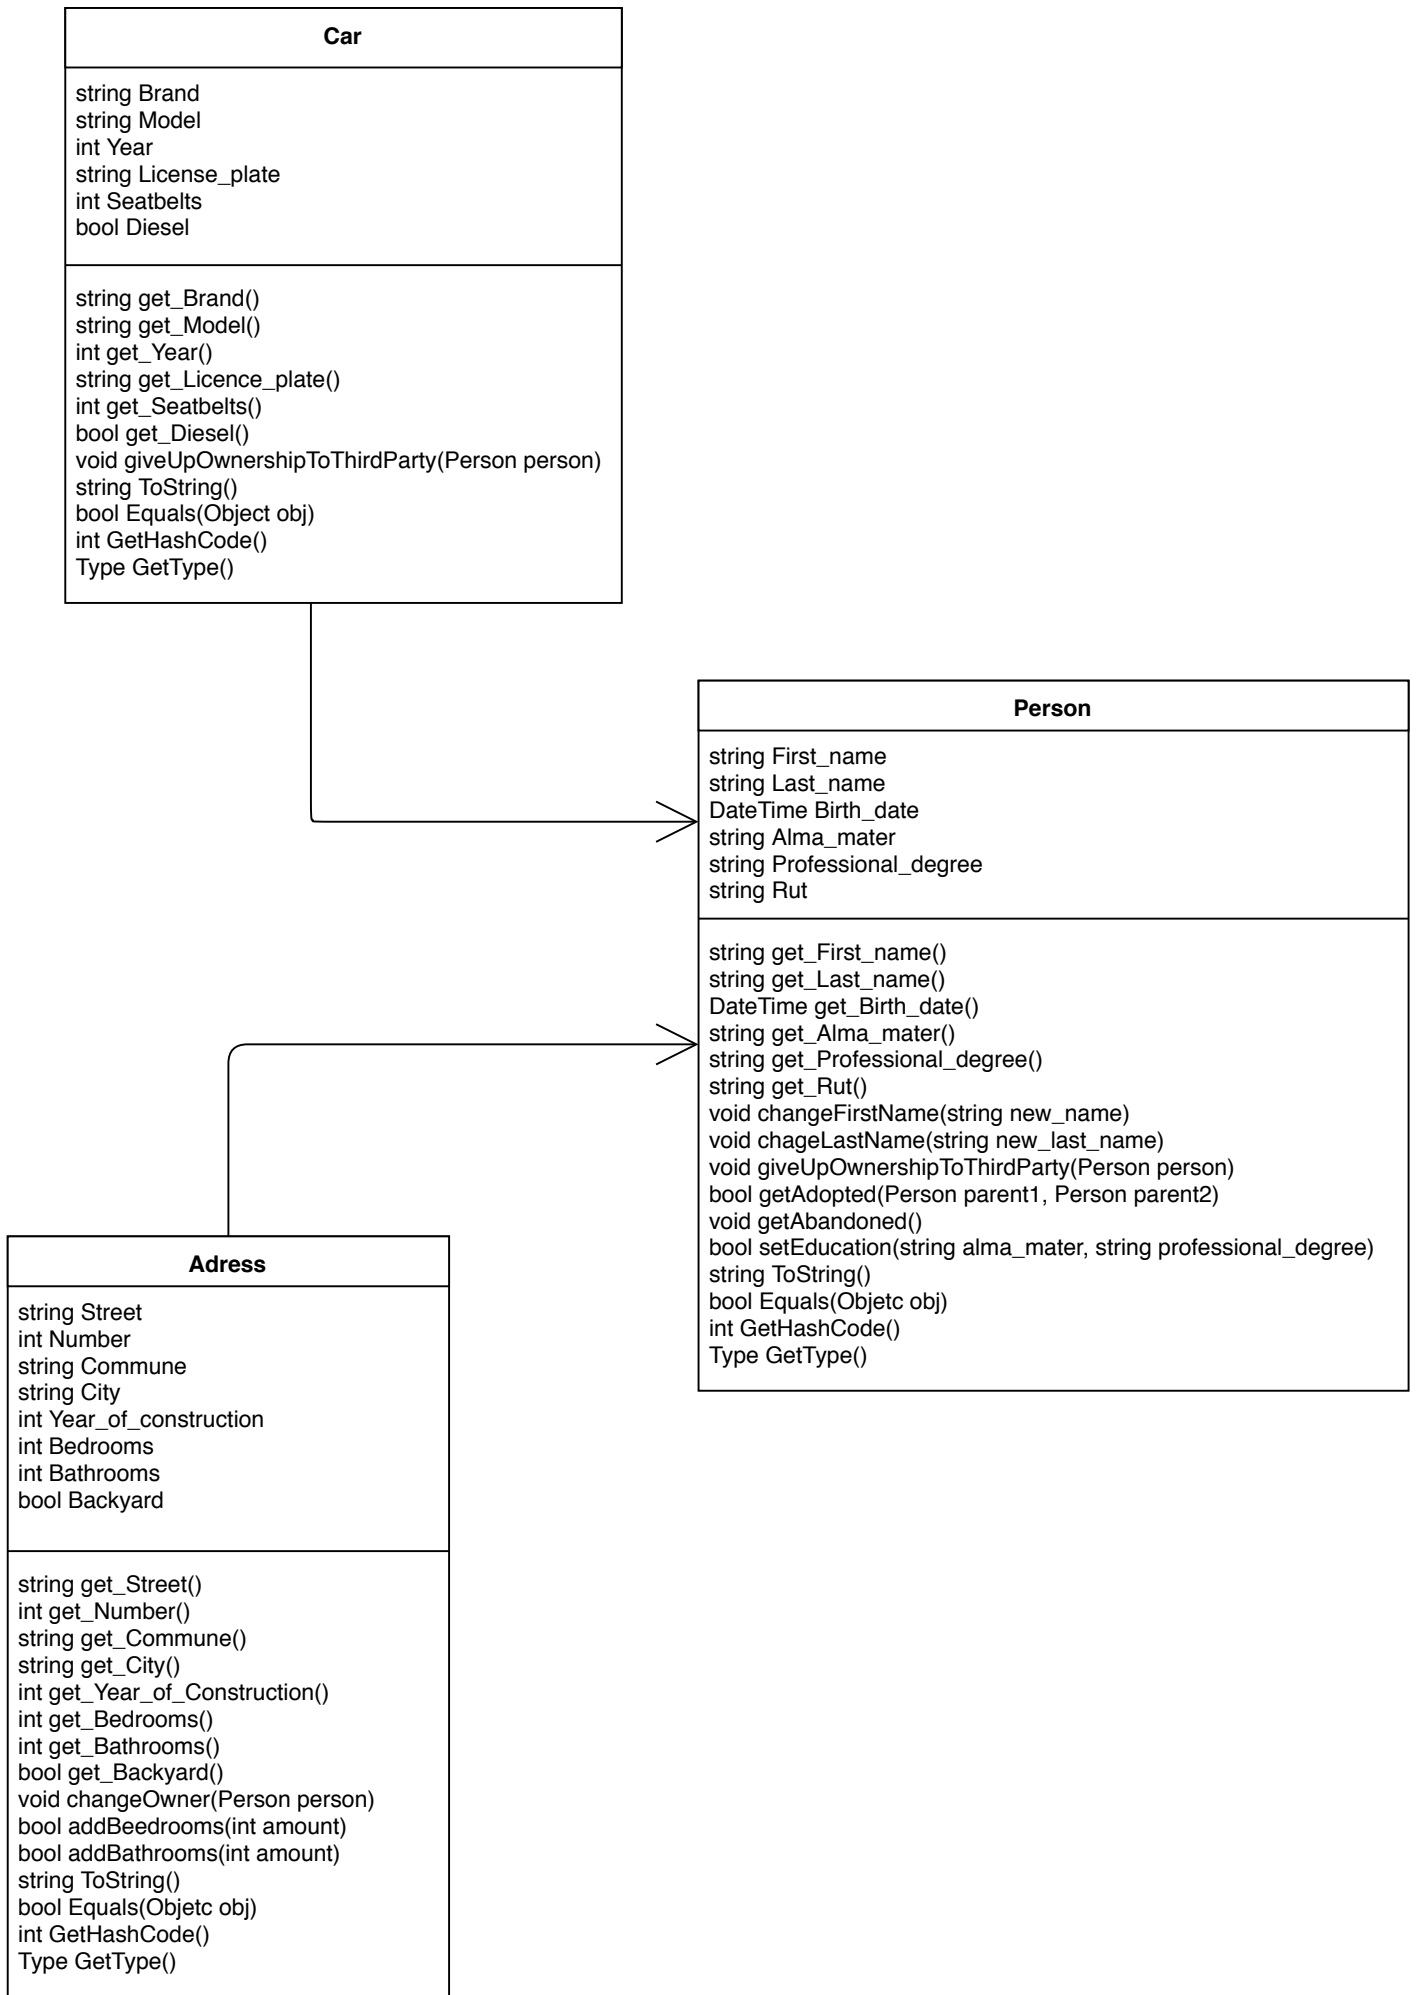 Car
string Brand
string Model
int Year
string License_plate
int Seatbelts
bool Diesel
string get_Brand()
string get_Model()
int get_Year()
string get_Licence_plate()
int get_Seatbelts()
bool get_Diesel()
void giveUpOwnershipToThirdParty(Person person)
string ToString()
bool Equals(Object obj)
int GetHashCode()
Type GetType()
Person
string First_name
string Last_name
DateTime Birth_date
string Alma_mater
string Professional_degree
string Rut
string get_First_name()
string get_Last_name()
DateTime get_Birth_date()
string get_Alma_mater()
string get_Professional_degree()
string get_Rut()
void changeFirstName(string new_name)
void chageLastName(string new_last_name)
void giveUpOwnershipToThirdParty(Person person)
bool getAdopted(Person parent1, Person parent2)
void getAbandoned()
bool setEducation(string alma_mater, string professional_degree)
string ToString()
bool Equals(Objetc obj)
int GetHashCode()
Type GetType()
Adress
string Street
int Number
string Commune
string City
int Year_of_construction
int Bedrooms
int Bathrooms
bool Backyard
string get_Street()
int get_Number()
string get_Commune()
string get_City()
int get_Year_of_Construction()
int get_Bedrooms()
int get_Bathrooms()
bool get_Backyard()
void changeOwner(Person person)
bool addBeedrooms(int amount)
bool addBathrooms(int amount)
string ToString()
bool Equals(Objetc obj)
int GetHashCode()
Type GetType()